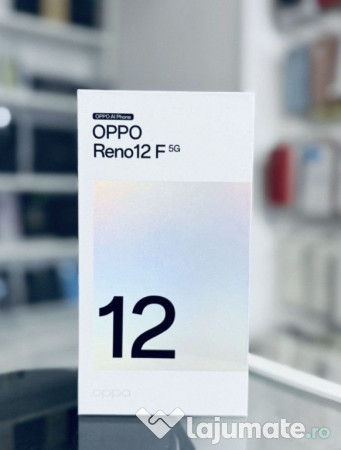 OPPO AI Phone
OPPO
Reno12 F 5G
12
oppo
lajumate.ro